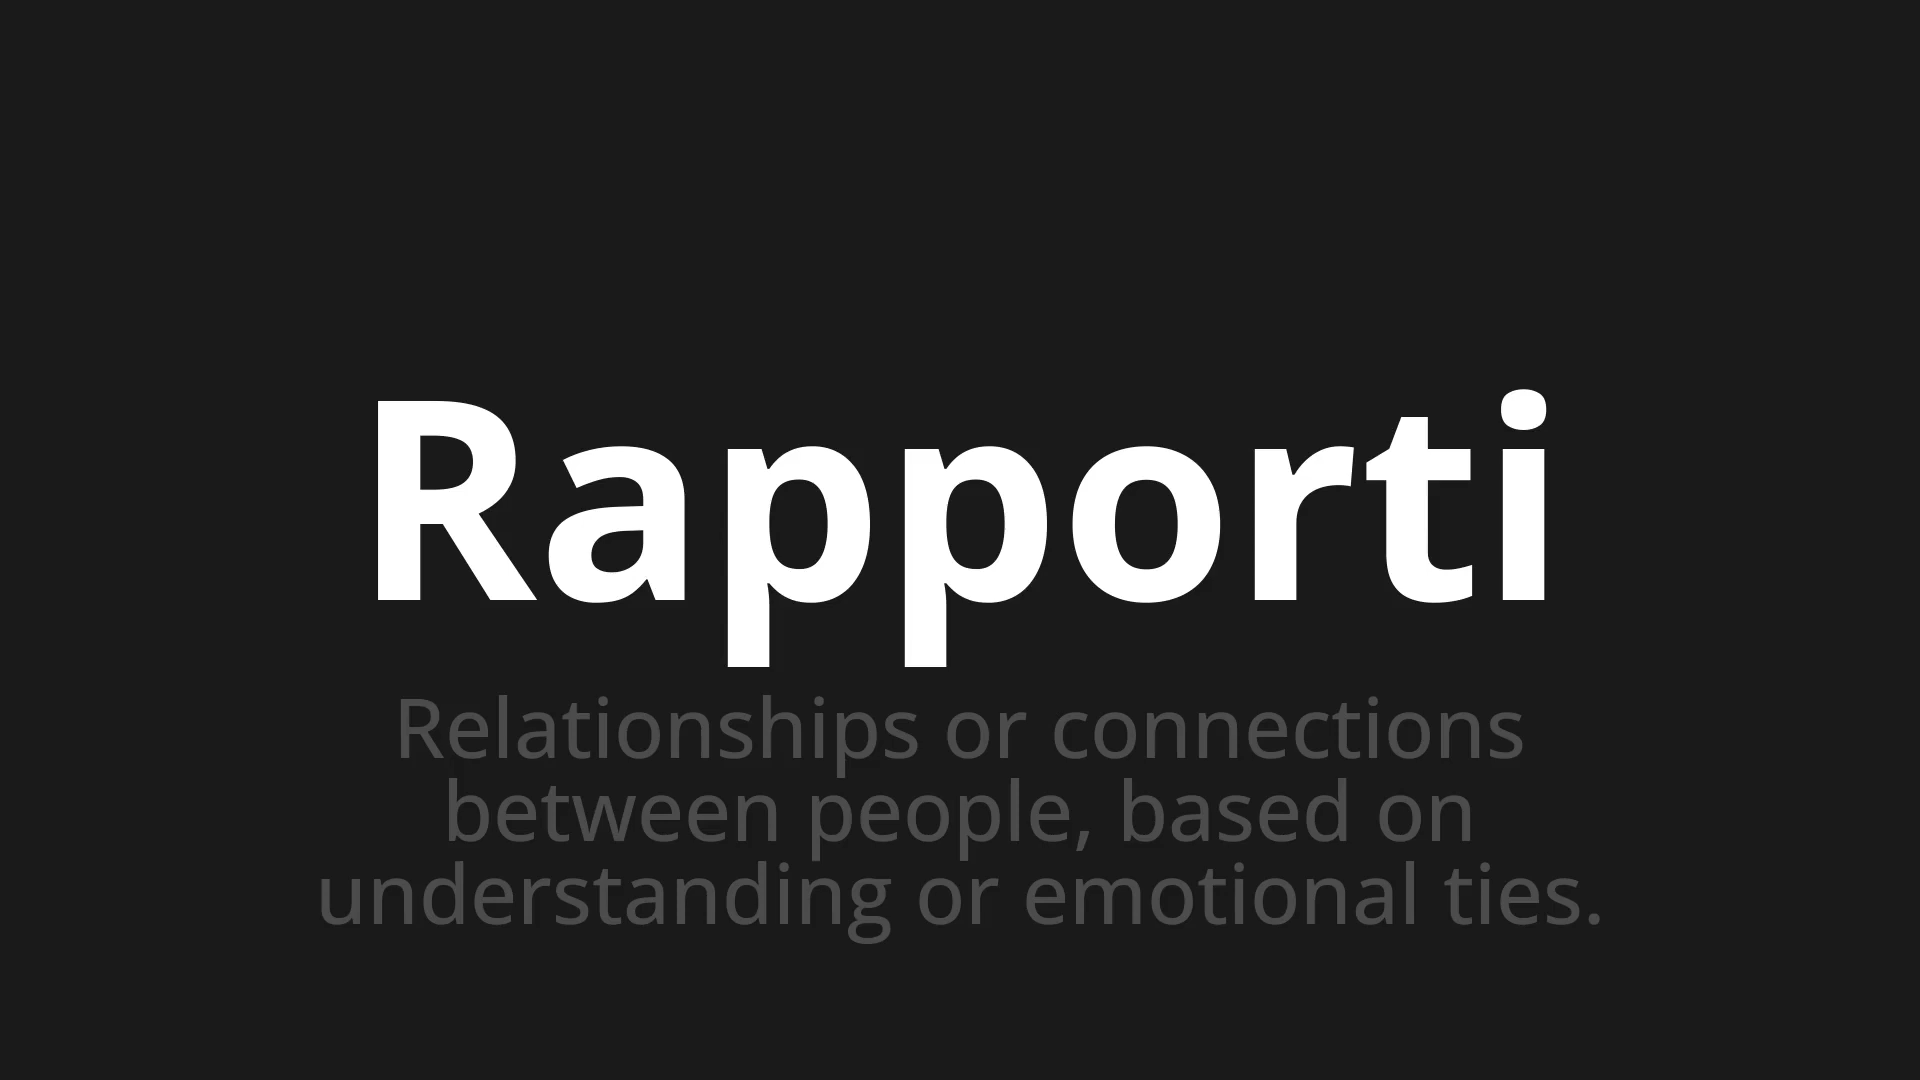 Rapporti
Relationships or connections
between people, based on
understanding or emotional ties.